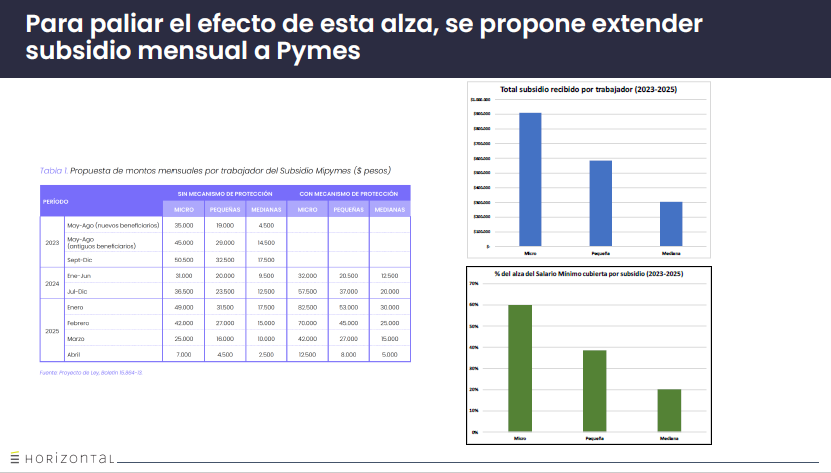 Para paliar el efecto de esta alza, se propone extender
subsidio mensual a Pymes
Tabla 1. Propuesta de montos mensuales por trabajador del Subsidio Mipymes ($ pesos)
PERÍODO SIN MECANISMO DE PROTECCIÓN CON MECANISMO DE PROTECCIÓN
MICRO PEQUEÑAS MEDIANAS MICRO PEQUEÑAS MEDIANAS
2023
May-Ago (nuevos beneficiarios) 35.000 19.000 4.500
May-Ago
(antiguos beneficiarios) 45.000 29.000 14.500
Sept-Dic 50.500 32.500 17.500
2024
Ene-Jun 31.000 20.000 9.500 32.000 20.500 12.500
Jul-Dic 36.500 23.500 12.500 57.500 37.000 20.000
2025
Enero 49.000 31.500 17.500 82.500 53.000 30.000
Febrero 42.000 27.000 15.000 70.000 45.000 25.000
Marzo 25.000 16.000 10.000 42.000 27.000 15.000
Abril 7.000 4.500 2.500 12.500 8.000 5.000
Fuente: Proyecto de Ley, Boletín 15.864-13.
Total subsidio recibido por trabajador (2023-2025)
$1.000.000
$900.000
$800.000
$700.000
$600.000
$500.000
$400.000
$300.000
$200.000
$100.000
$-
Micro Pequeña Mediana
% del alza del Salario Mínimo cubierta por subsidio (2023-2025)
70%
60%
50%
40%
30%
20%
10%
0%
Micro Pequeña Mediana
HORIZONTAL